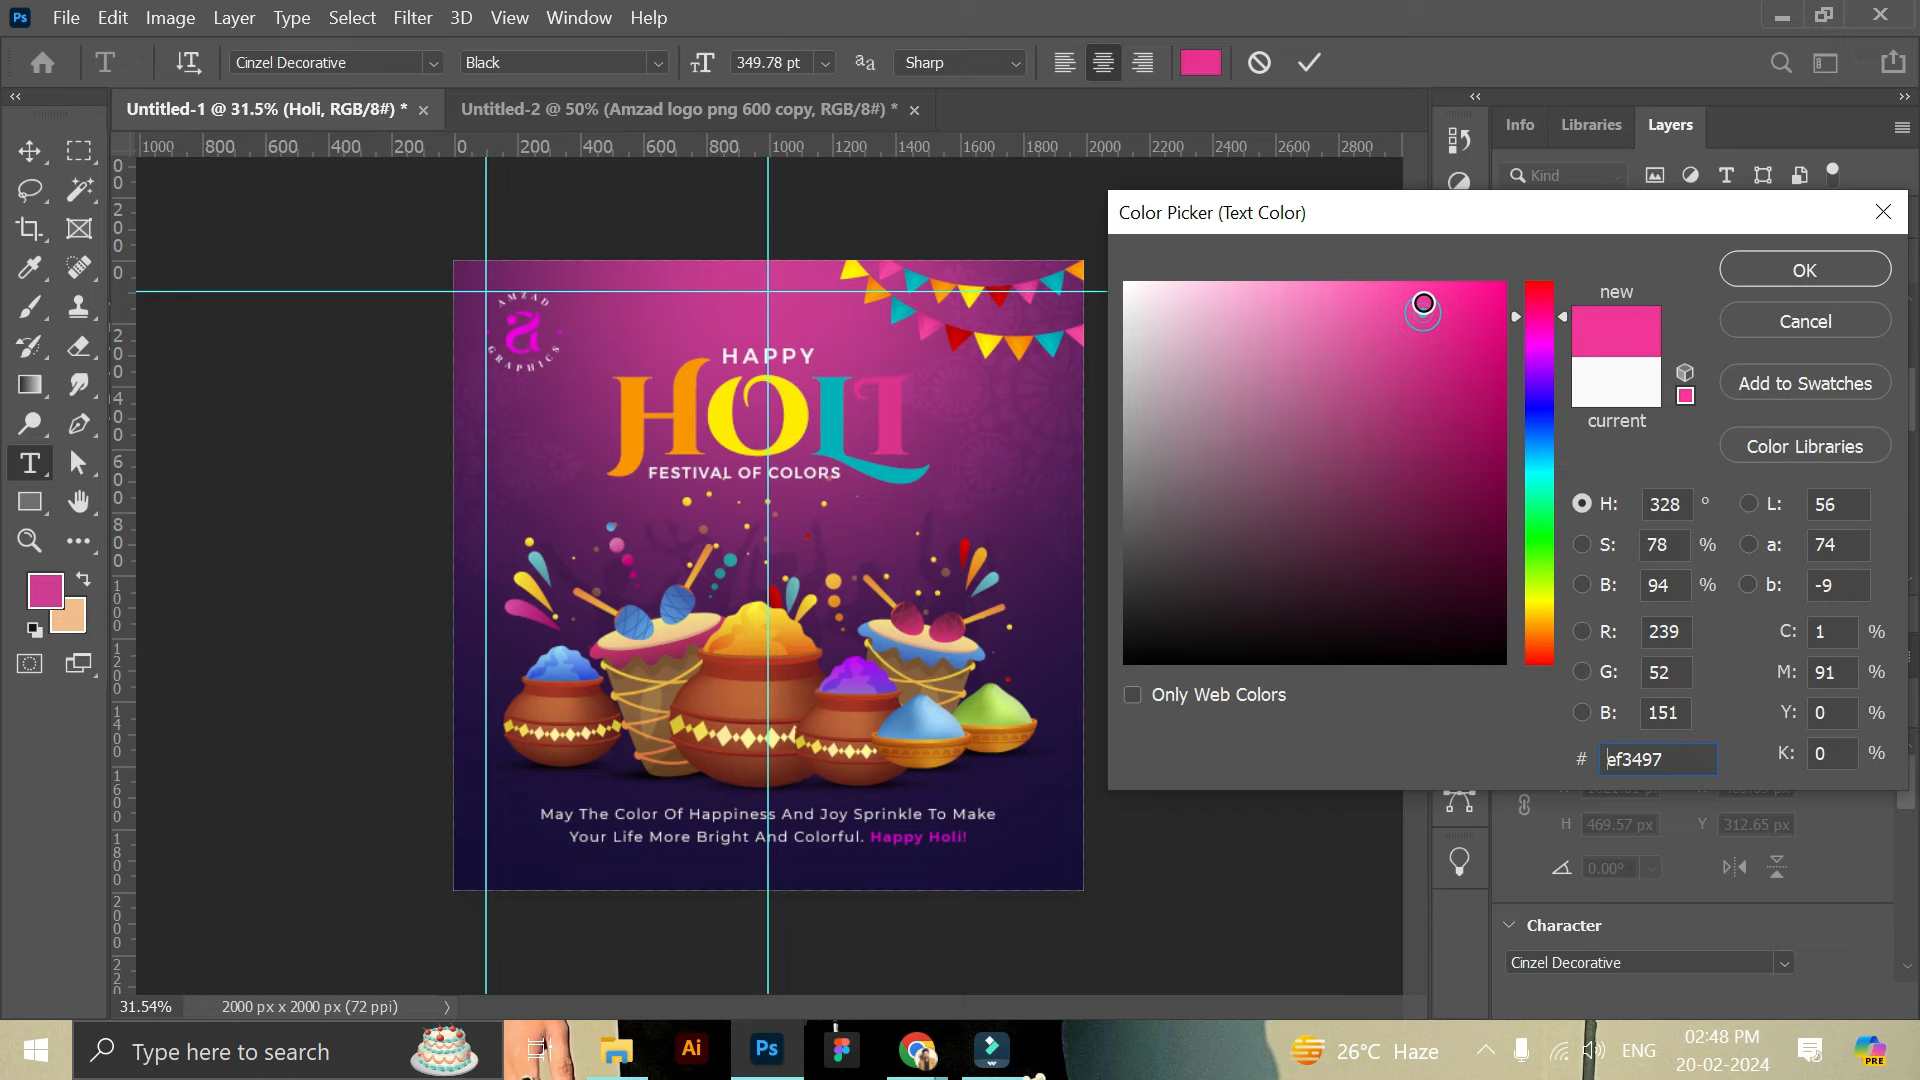 Ps File Edit Image Layer Type Select Filter 3D View Window Help
Cinzel Decorative Black 349.78 pt Sharp
Untitled-1 @ 31.5% (Holi, RGB/8#) * Untitled-2 @ 50% (Amzad logo png 600 copy, RGB/8#) *
Info Libraries Layers
1000 800 600 400 200 0 200 400 600 800 1000 1200 1400 1600 1800 2000 2200 2400 2600 2800
Kind
Color Picker (Text Color)
new
current
OK
Cancel
Add to Swatches
Color Libraries
H: 328 ° L: 56
S: 78 % a: 74
B: 94 % b: -9
R: 239 C: 1 %
G: 52 M: 91 %
B: 151 Y: 0 %
# ef3497 K: 0 %
Only Web Colors
AMZAD
a
GRAPHICS
HAPPY
HOLI
FESTIVAL OF COLORS
May The Color Of Happiness And Joy Sprinkle To Make
Your Life More Bright And Colorful. Happy Holi!
H 469.57 px Y 312.65 px
0.00°
Character
Cinzel Decorative
31.54% 2000 px x 2000 px (72 ppi)
Type here to search
Ai Ps
26°C Haze
ENG
02:48 PM
20-02-2024
PRE